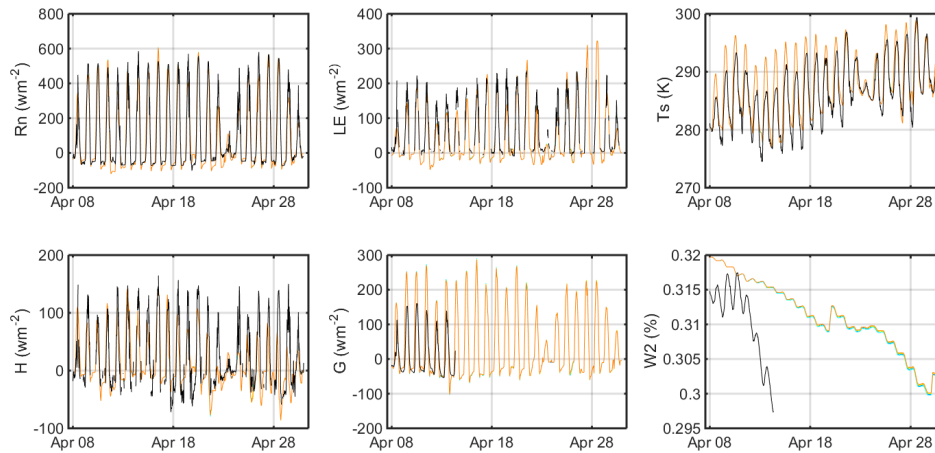 800
600
400
200
0
-200
Rn (wm-2)
Apr 08 Apr 18 Apr 28
400
300
200
100
0
-100
LE (wm-2)
Apr 08 Apr 18 Apr 28
300
290
280
270
Ts (K)
Apr 08 Apr 18 Apr 28
200
100
0
-100
H (wm-2)
Apr 08 Apr 18 Apr 28
300
200
100
0
-100
-200
G (wm-2)
Apr 08 Apr 18 Apr 28
0.32
0.315
0.31
0.305
0.3
0.295
W2 (%)
Apr 08 Apr 18 Apr 28